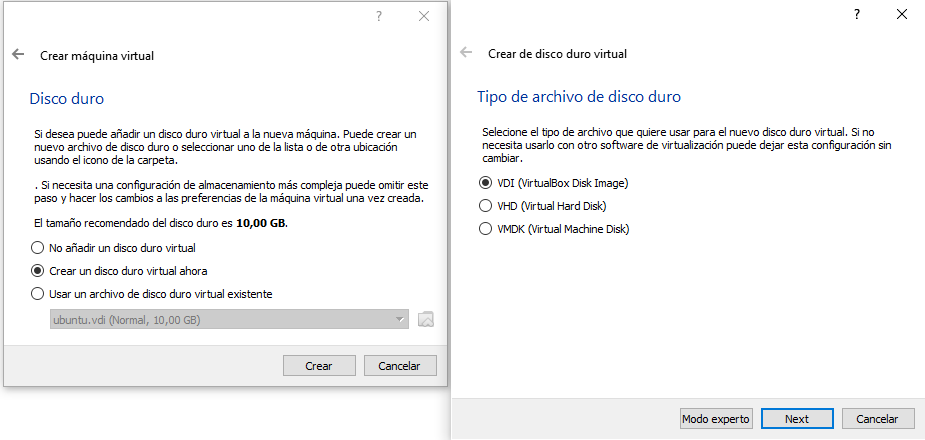 ?
Crear máquina virtual
Disco duro
Si desea puede añadir un disco duro virtual a la nueva máquina. Puede crear un
nuevo archivo de disco duro o seleccionar uno de la lista o de otra ubicación
usando el icono de la carpeta.
. Si necesita una configuración de almacenamiento más compleja puede omitir este
paso y hacer los cambios a las preferencias de la máquina virtual una vez creada.
El tamaño recomendado del disco duro es 10,00 GB.
No añadir un disco duro virtual
Crear un disco duro virtual ahora
Usar un archivo de disco duro virtual existente
ubuntu.vdi (Normal, 10,00 GB)
Crear
Cancelar
?
Crear de disco duro virtual
Tipo de archivo de disco duro
Selecione el tipo de archivo que quiere usar para el nuevo disco duro virtual. Si no
necesita usarlo con otro software de virtualización puede dejar esta configuración sin
cambiar.
VDI (VirtualBox Disk Image)
VHD (Virtual Hard Disk)
VMDK (Virtual Machine Disk)
Modo experto
Next
Cancelar